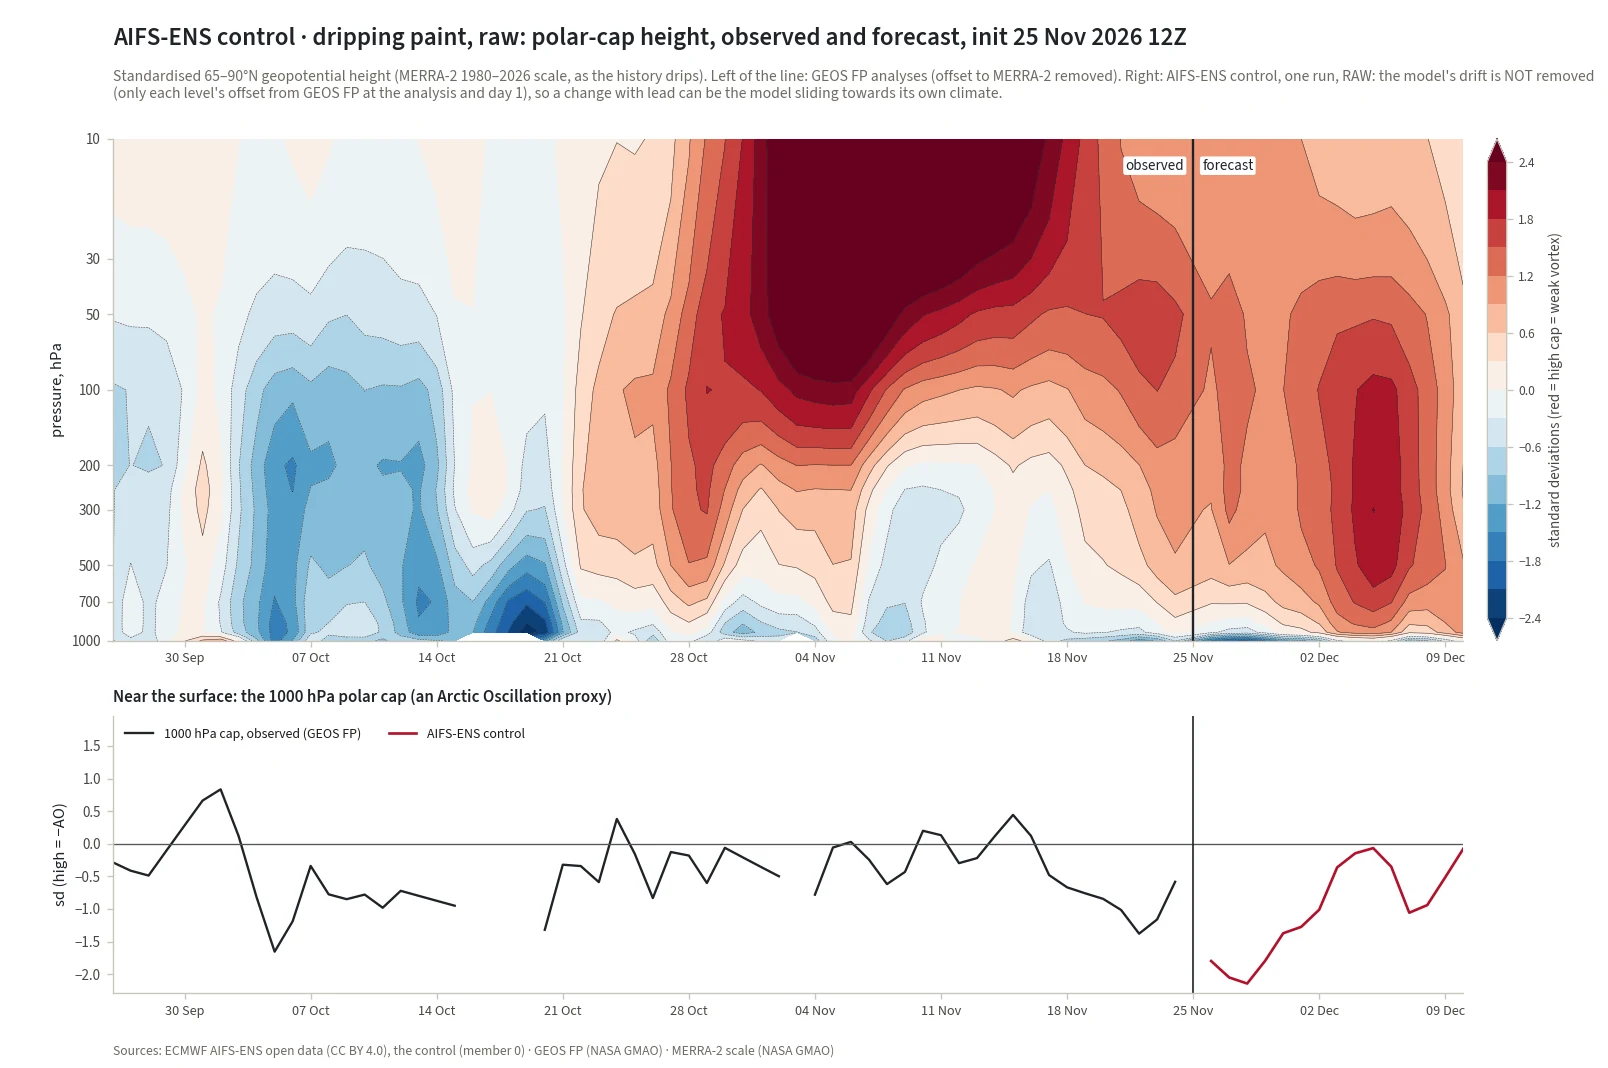 AIFS-ENS control · dripping paint, raw: polar-cap height, observed and forecast, init 25 Nov 2026 12Z
Standardised 65–90°N geopotential height (MERRA-2 1980–2026 scale, as the history drips). Left of the line: GEOS FP analyses (offset to MERRA-2 removed). Right: AIFS-ENS control, one run, RAW: the model's drift is NOT removed
(only each level's offset from GEOS FP at the analysis and day 1), so a change with lead can be the model sliding towards its own climate.
pressure, hPa
10
30
50
100
200
300
500
700
1000
observed
forecast
30 Sep
07 Oct
14 Oct
21 Oct
28 Oct
04 Nov
11 Nov
18 Nov
25 Nov
02 Dec
09 Dec
2.4
1.8
1.2
0.6
0.0
−0.6
−1.2
−1.8
−2.4
standard deviations (red = high cap = weak vortex)
Near the surface: the 1000 hPa polar cap (an Arctic Oscillation proxy)
1000 hPa cap, observed (GEOS FP)
AIFS-ENS control
sd (high = −AO)
1.5
1.0
0.5
0.0
−0.5
−1.0
−1.5
−2.0
30 Sep
07 Oct
14 Oct
21 Oct
28 Oct
04 Nov
11 Nov
18 Nov
25 Nov
02 Dec
09 Dec
Sources: ECMWF AIFS-ENS open data (CC BY 4.0), the control (member 0) · GEOS FP (NASA GMAO) · MERRA-2 scale (NASA GMAO)